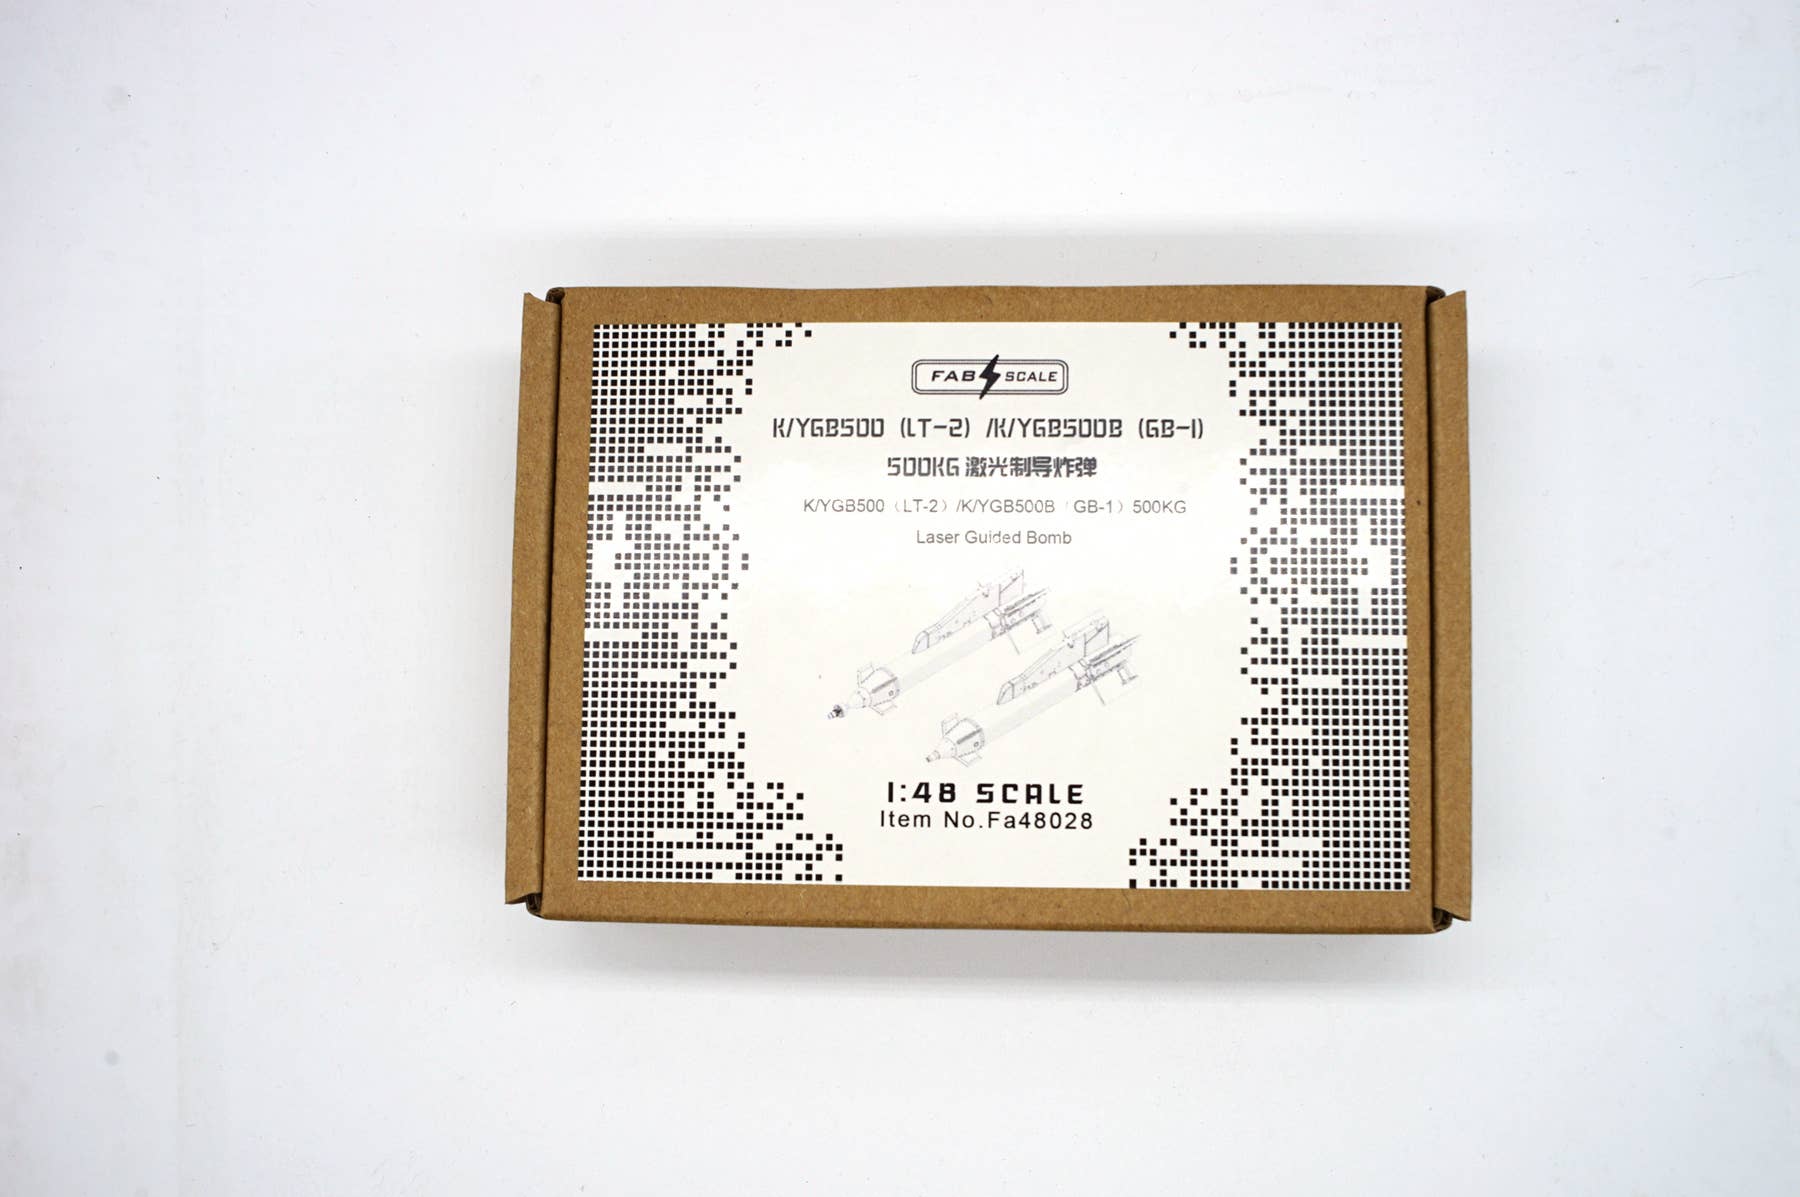 FAB SCALE
K/YGB500 (LT-2) /K/YGB500B (GB-1)
500KG 激光制导炸弹
K/YGB500（LT-2）/K/YGB500B（GB-1）500KG
Laser Guided Bomb
1:48 SCALE
Item No.Fa48028